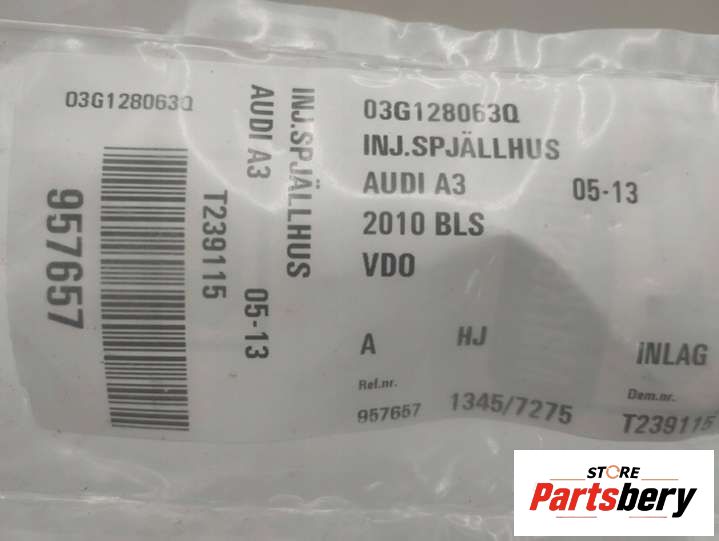 03G128063Q
957657
T239115
AUDI A3 05-13
INJ.SPJÄLLHUS
03G128063Q
INJ.SPJÄLLHUS
AUDI A3 05-13
2010 BLS
VDO
A HJ INLAG
Ref.nr. Dem.nr.
957657 1345/7275 T239115
STORE
Partsbery